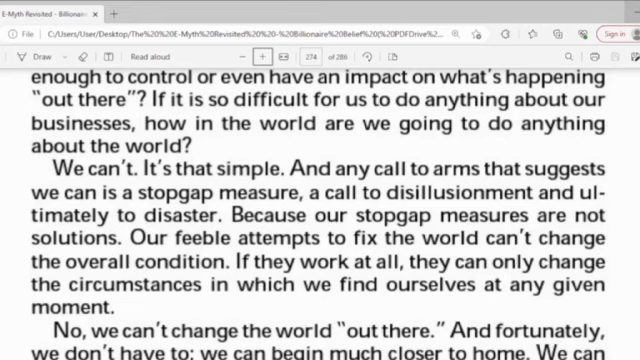 E-Myth Revisited - Billionaire
File
C:/Users/User/Desktop/The%20%20E-Myth%20Revisited%20%20-%20Billionaire%20Belief%20(%20PDFDrive%2...
Sign in
Draw
Read aloud
274 of 286
enough to control or even have an impact on what's happening
"out there"? If it is so difficult for us to do anything about our
businesses, how in the world are we going to do anything
about the world?
We can't. It's that simple. And any call to arms that suggests
we can is a stopgap measure, a call to disillusionment and ul-
timately to disaster. Because our stopgap measures are not
solutions. Our feeble attempts to fix the world can't change
the overall condition. If they work at all, they can only change
the circumstances in which we find ourselves at any given
moment.
No, we can't change the world "out there." And fortunately,
we don't have to; we can begin much closer to home. We can